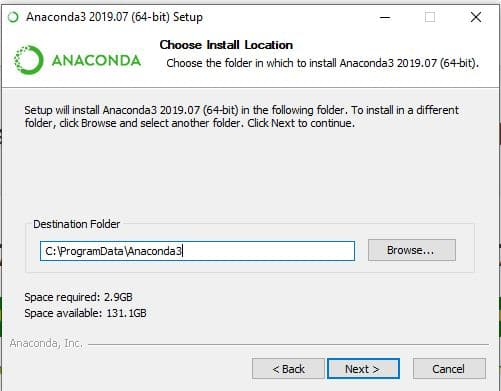 Anaconda3 2019.07 (64-bit) Setup
ANACONDA
Choose Install Location
Choose the folder in which to install Anaconda3 2019.07 (64-bit).
Setup will install Anaconda3 2019.07 (64-bit) in the following folder. To install in a different
folder, click Browse and select another folder. Click Next to continue.
Destination Folder
C:\ProgramData\Anaconda3
Browse...
Space required: 2.9GB
Space available: 131.1GB
Anaconda, Inc.
< Back
Next >
Cancel